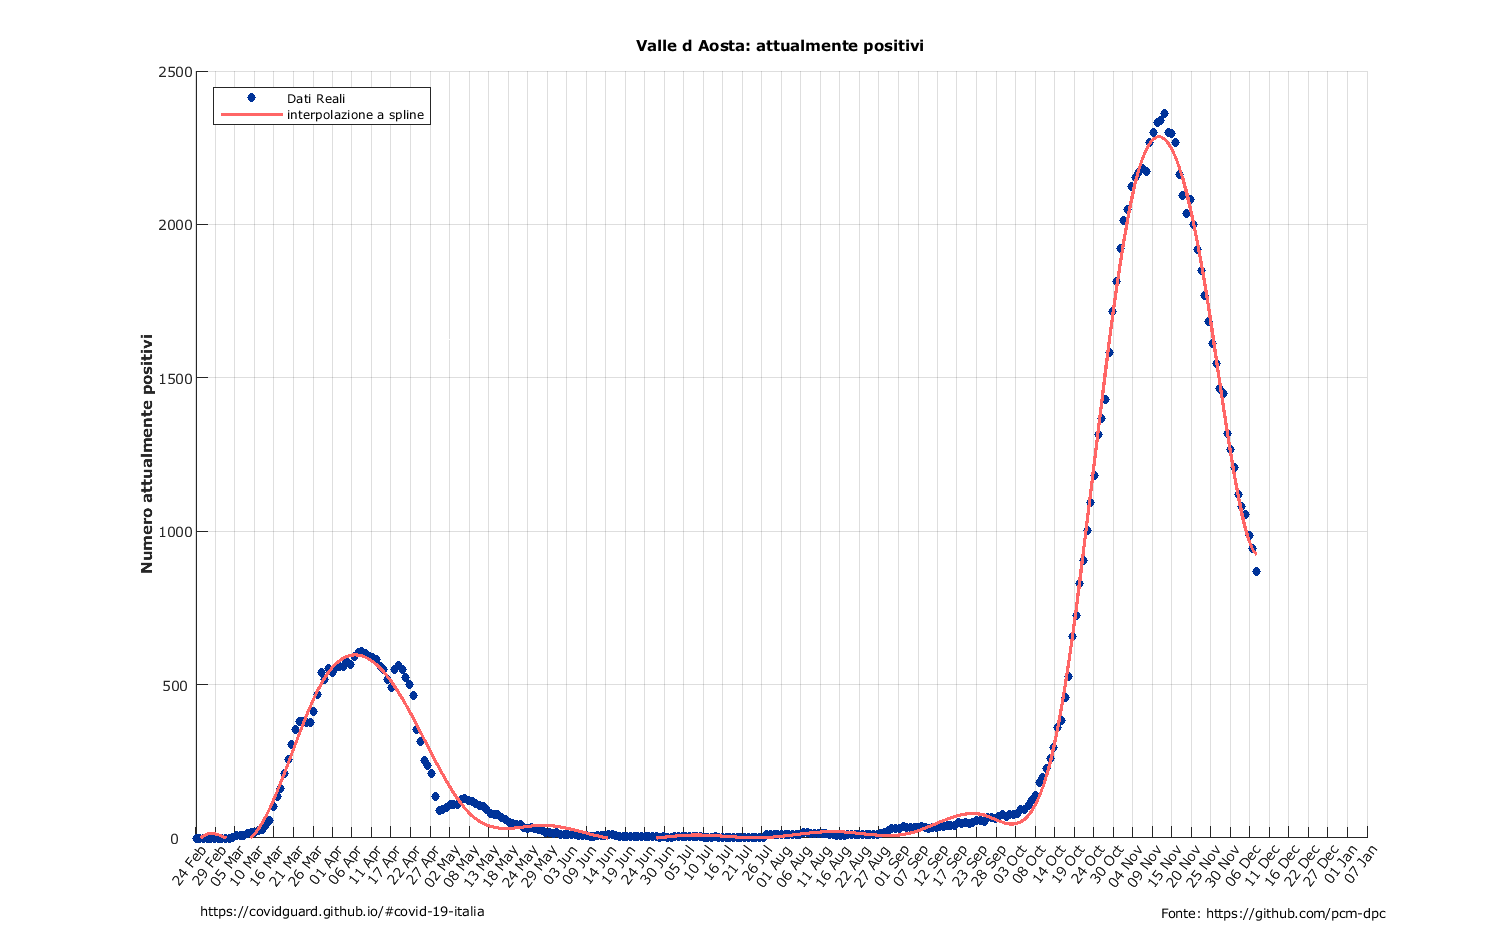 Valle d Aosta: attualmente positivi
Dati Reali
interpolazione a spline
Numero attualmente positivi
2500
2000
1500
1000
500
0
24 Feb
29 Feb
05 Mar
10 Mar
16 Mar
21 Mar
26 Mar
01 Apr
06 Apr
11 Apr
17 Apr
22 Apr
27 Apr
02 May
08 May
13 May
18 May
24 May
29 May
03 Jun
09 Jun
14 Jun
19 Jun
24 Jun
30 Jun
05 Jul
10 Jul
16 Jul
21 Jul
26 Jul
01 Aug
06 Aug
11 Aug
16 Aug
22 Aug
27 Aug
01 Sep
07 Sep
12 Sep
17 Sep
23 Sep
28 Sep
03 Oct
08 Oct
14 Oct
19 Oct
24 Oct
30 Oct
04 Nov
09 Nov
15 Nov
20 Nov
25 Nov
30 Nov
06 Dec
11 Dec
16 Dec
22 Dec
27 Dec
01 Jan
07 Jan
https://covidguard.github.io/#covid-19-italia
Fonte: https://github.com/pcm-dpc